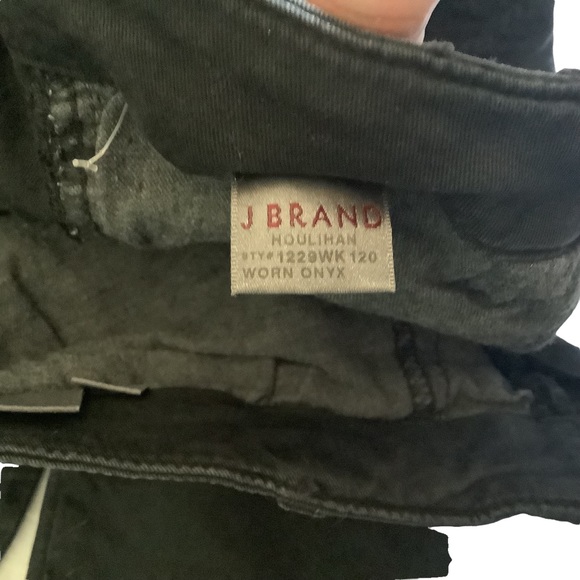 J BRAND
HOULIHAN
STY# 1229WK 120
WORN ONYX